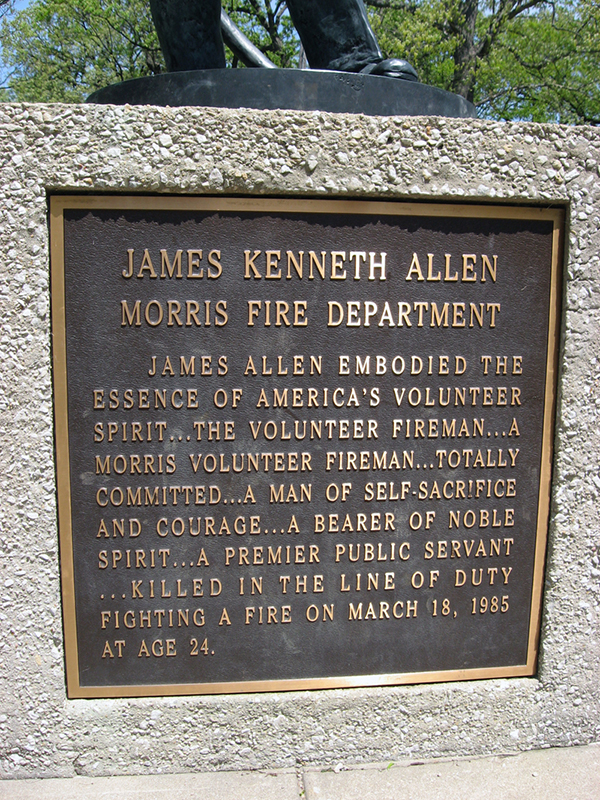 JAMES KENNETH ALLEN
MORRIS FIRE DEPARTMENT
JAMES ALLEN EMBODIED THE
ESSENCE OF AMERICA'S VOLUNTEER
SPIRIT...THE VOLUNTEER FIREMAN...A
MORRIS VOLUNTEER FIREMAN...TOTALLY
COMMITTED...A MAN OF SELF-SACRIFICE
AND COURAGE...A BEARER OF NOBLE
SPIRIT...A PREMIER PUBLIC SERVANT
...KILLED IN THE LINE OF DUTY
FIGHTING A FIRE ON MARCH 18, 1985
AT AGE 24.